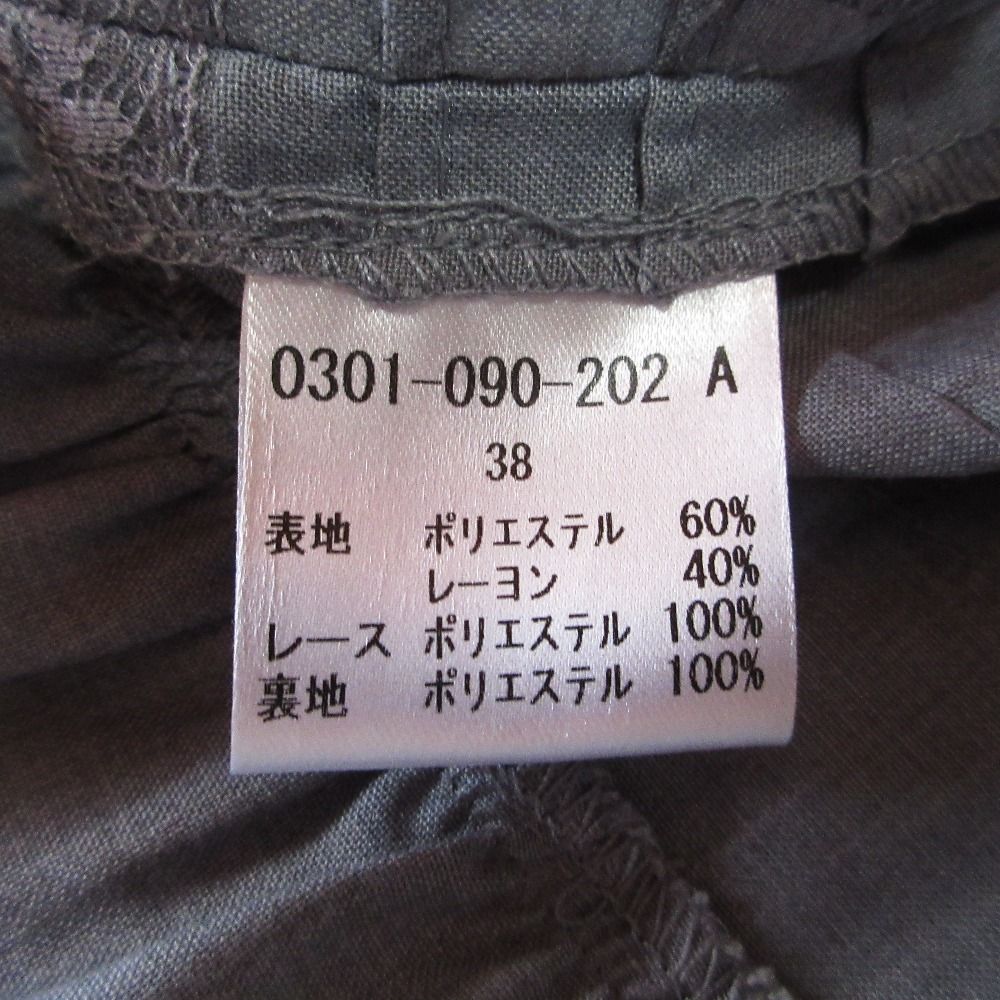 0301-090-202 A
38
表地 ポリエステル 60%
レーヨン 40%
レース ポリエステル 100%
裏地 ポリエステル 100%